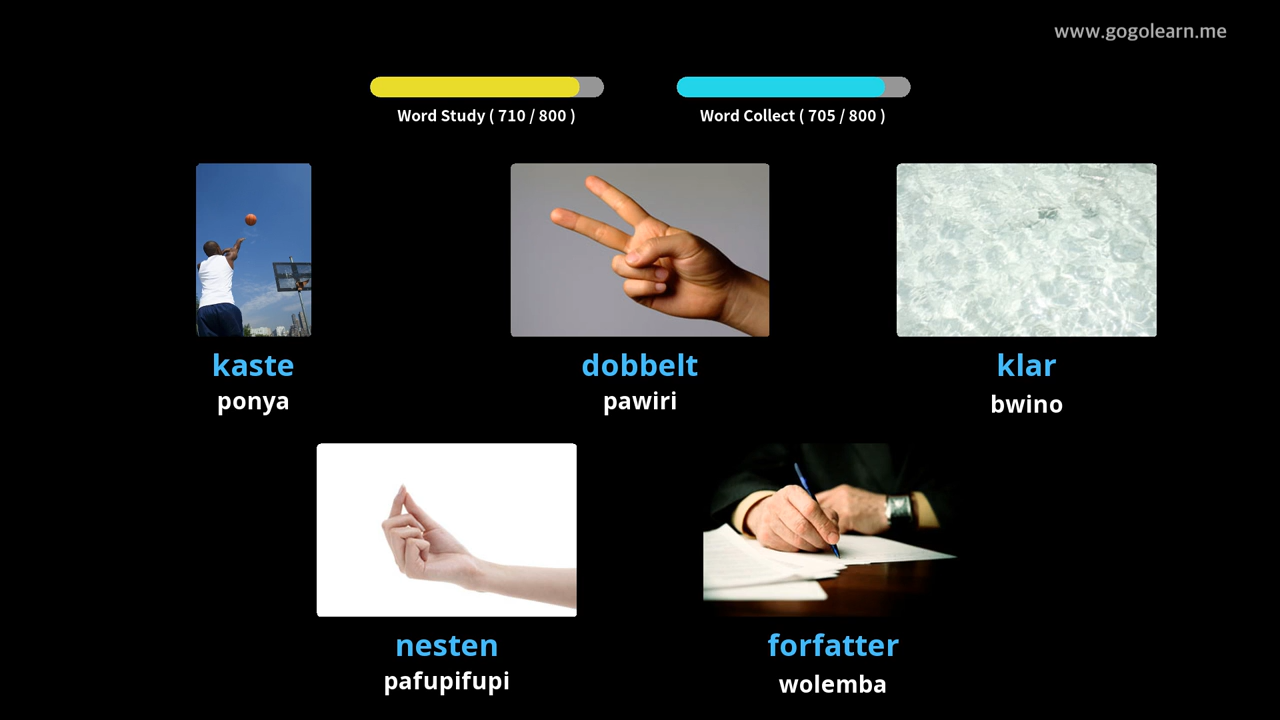 www.gogolearn.me
Word Study ( 710 / 800 )
Word Collect ( 705 / 800 )
kaste
ponya
dobbelt
pawiri
klar
bwino
nesten
pafupifupi
forfatter
wolemba